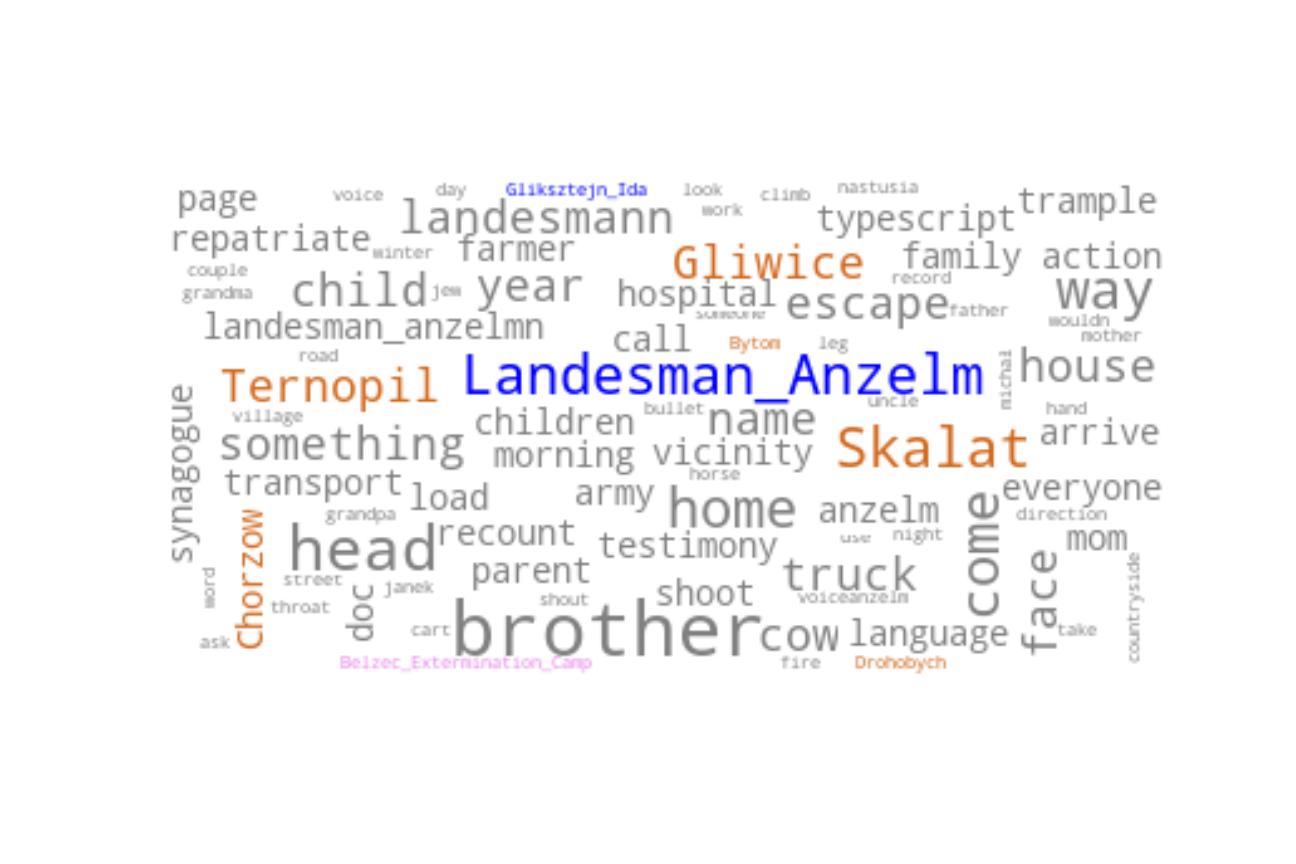 page voice day Gliksztejn_Ida look climb nastusia trample
landesmann work typescript
repatriate winter farmer Gliwice family action
couple grandma child jew year hospital someone escape record father way
landesman_anzelmn call Bytom leg wouldn mother
road Ternopil Landesman_Anzelm michal house
synagogue village children bullet name uncle hand
something morning vicinity Skalat arrive
transport load horse army home anzelm come everyone
grandpa direction
Chorzow head recount testimony use night mom
word street doc janek parent truck face countryside
throat shout shoot voiceanzelm
ask cart brother cow language take
Belzec_Extermination_Camp fire Drohobych